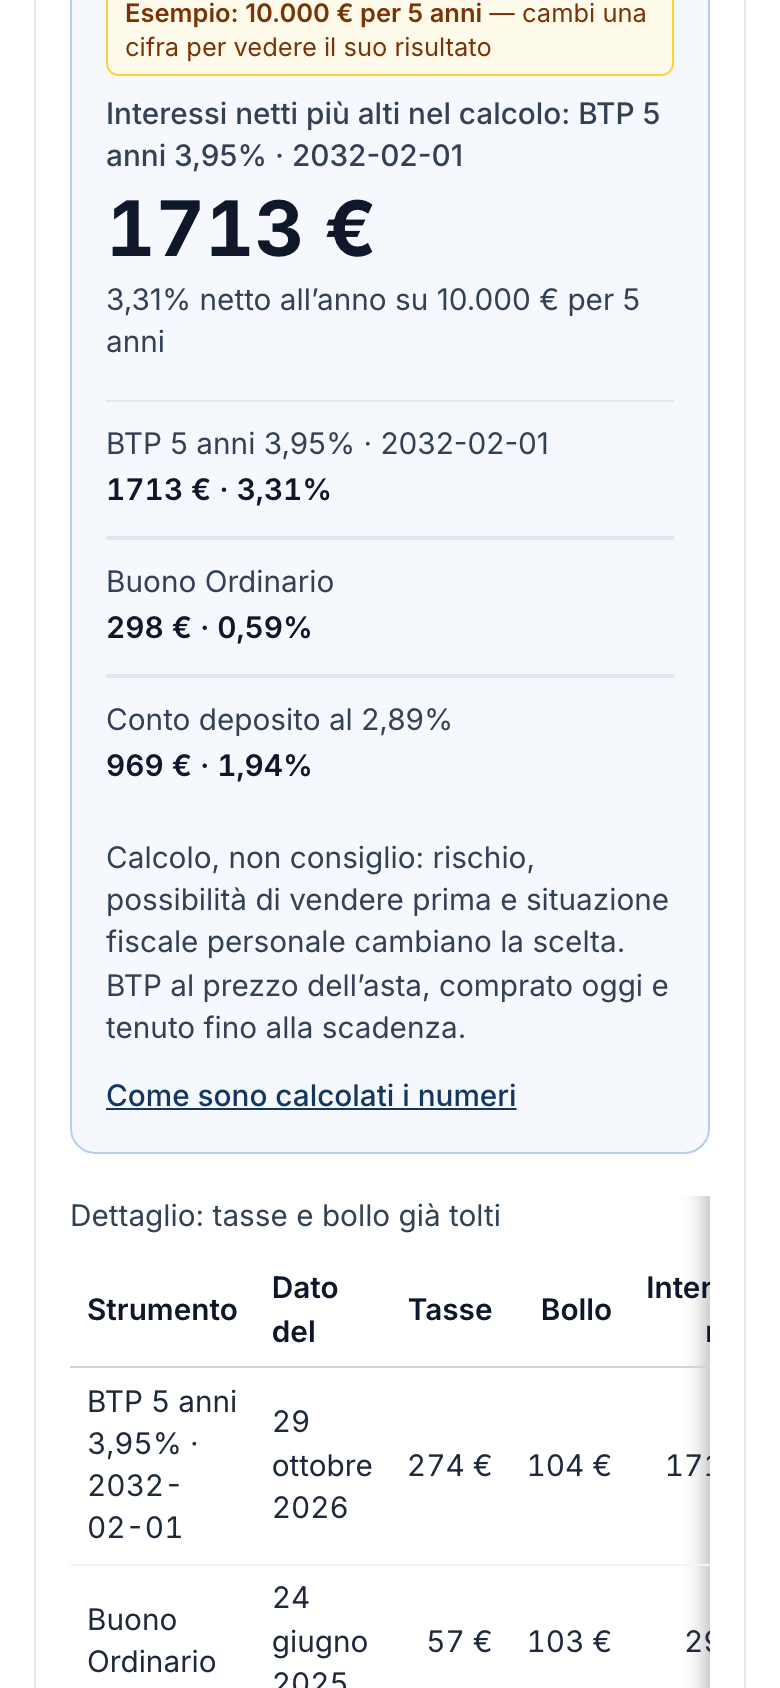 Esempio: 10.000 € per 5 anni — cambi una
cifra per vedere il suo risultato
Interessi netti più alti nel calcolo: BTP 5
anni 3,95% · 2032-02-01
1713 €
3,31% netto all’anno su 10.000 € per 5
anni
BTP 5 anni 3,95% · 2032-02-01
1713 € · 3,31%
Buono Ordinario
298 € · 0,59%
Conto deposito al 2,89%
969 € · 1,94%
Calcolo, non consiglio: rischio,
possibilità di vendere prima e situazione
fiscale personale cambiano la scelta.
BTP al prezzo dell’asta, comprato oggi e
tenuto fino alla scadenza.
Come sono calcolati i numeri
Dettaglio: tasse e bollo già tolti
Strumento
Dato
del
Tasse
Bollo
BTP 5 anni
3,95% ·
2032-
02-01
29
ottobre
2026
274 €
104 €
Buono
Ordinario
24
giugno
2025
57 €
103 €